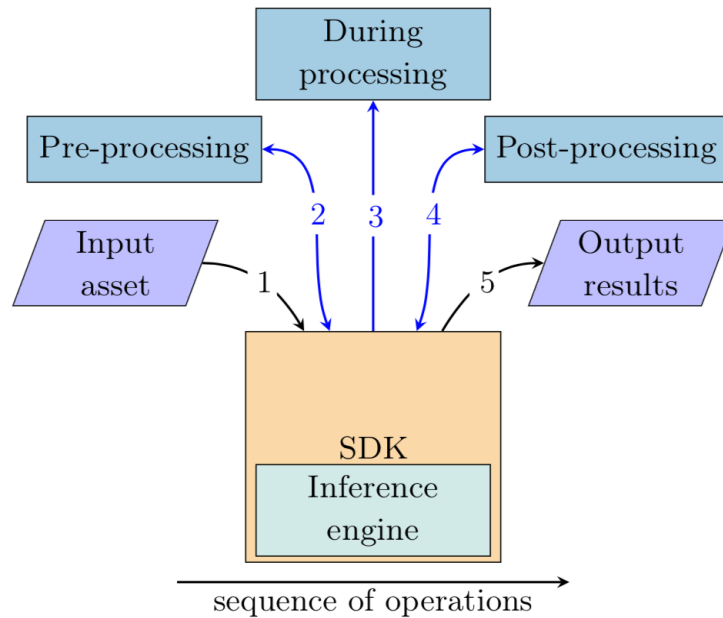 During
processing
Pre-processing
Post-processing
2
3
4
Input
asset
1
5
Output
results
SDK
Inference
engine
sequence of operations